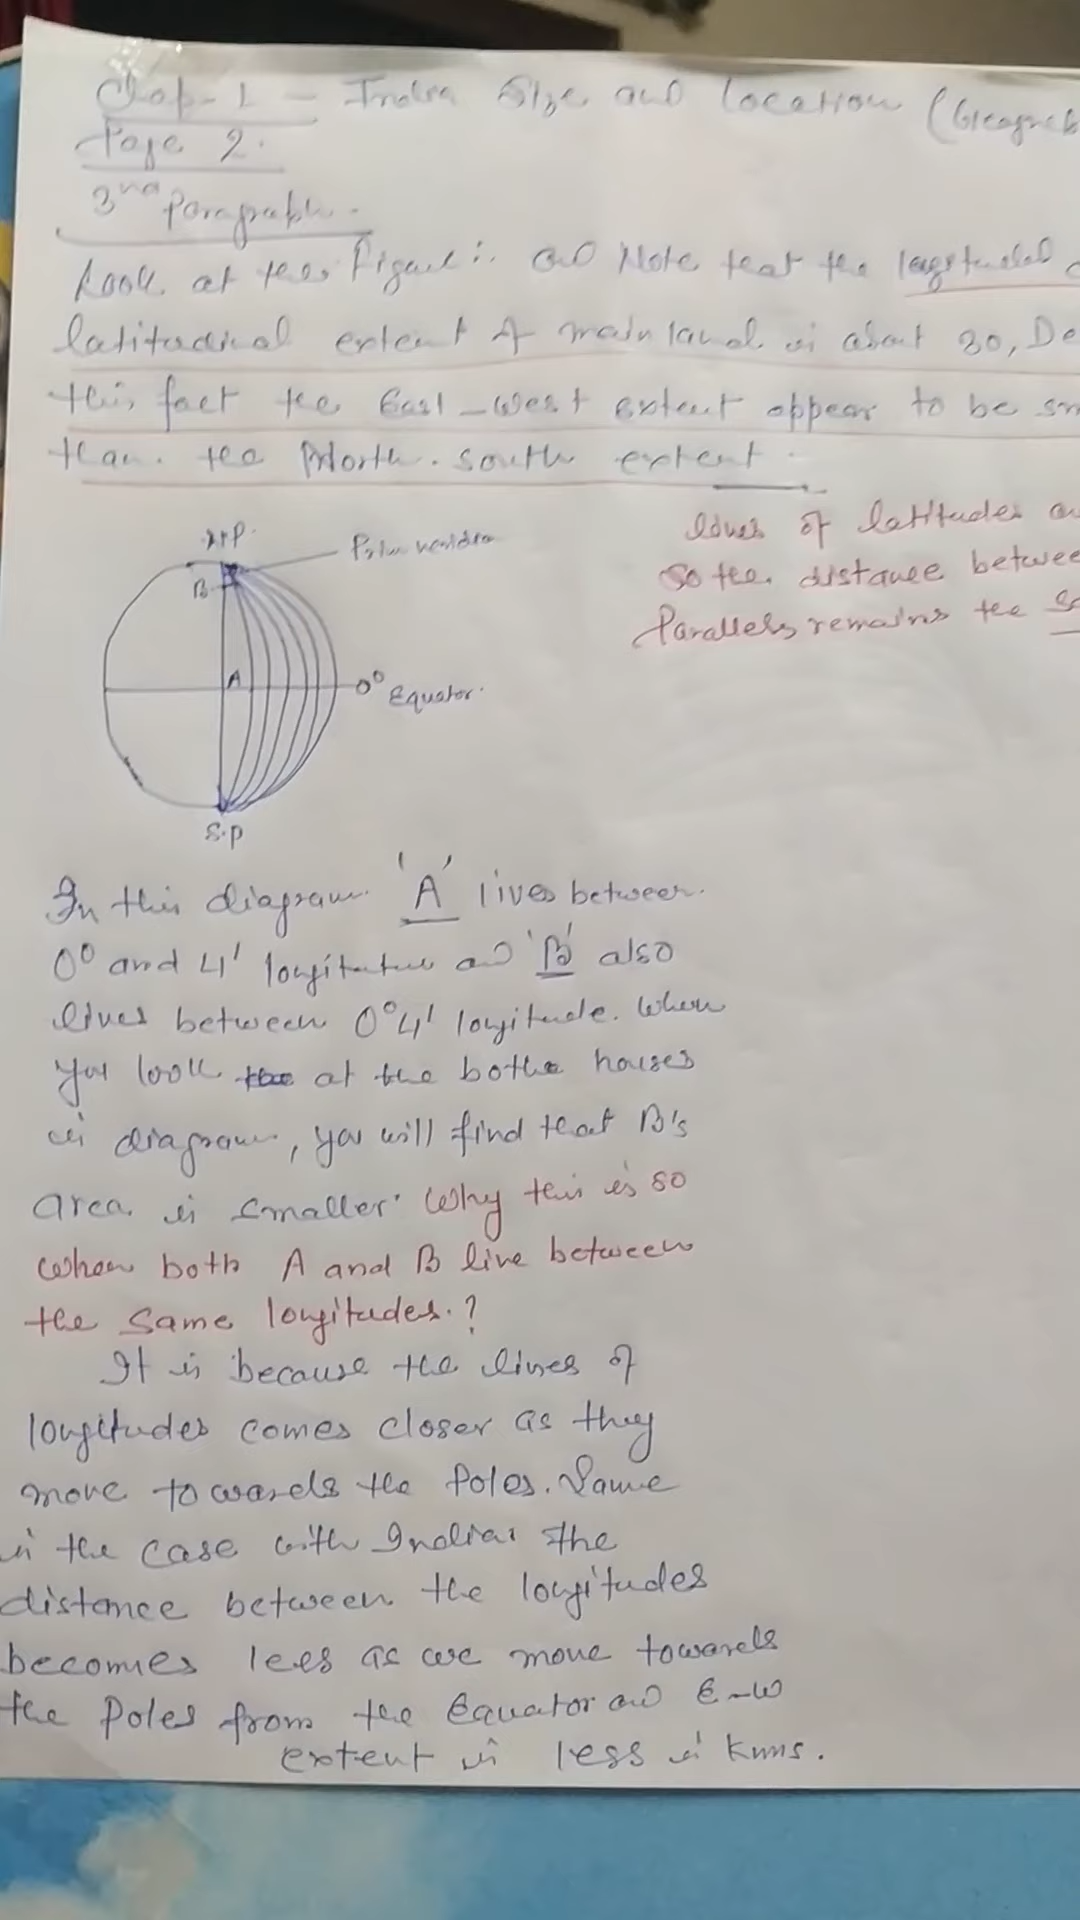 Chap-1 - India Size and Location (Geograp
Page 2.
3rd Paragraph.
Look at the Figure: and Note that the longitudal
latitudinal extent of mainland is about 30, De
this fact the East-West extent appear to be sm
than. the North. South extent.
N.P.
Prime meridian
B
A
0° Equator.
S.P
lines of latitudes a
So the distance betwee
Parallels remains the Sa
In this diagram 'A' lives between
0° and 4' longitude and 'B' also
lives between 0° 4' longitude. When
you look at the both houses
in diagram, you will find that B's
area is smaller. Why this is so
when both A and B live between
the same longitudes.?
It is because the lines of
longitudes comes closer as they
move towards the Poles. Same
is the case with India. The
distance between the longitudes
becomes less as we move towards
the Poles from the Equator and E-W
extent is less in kms.